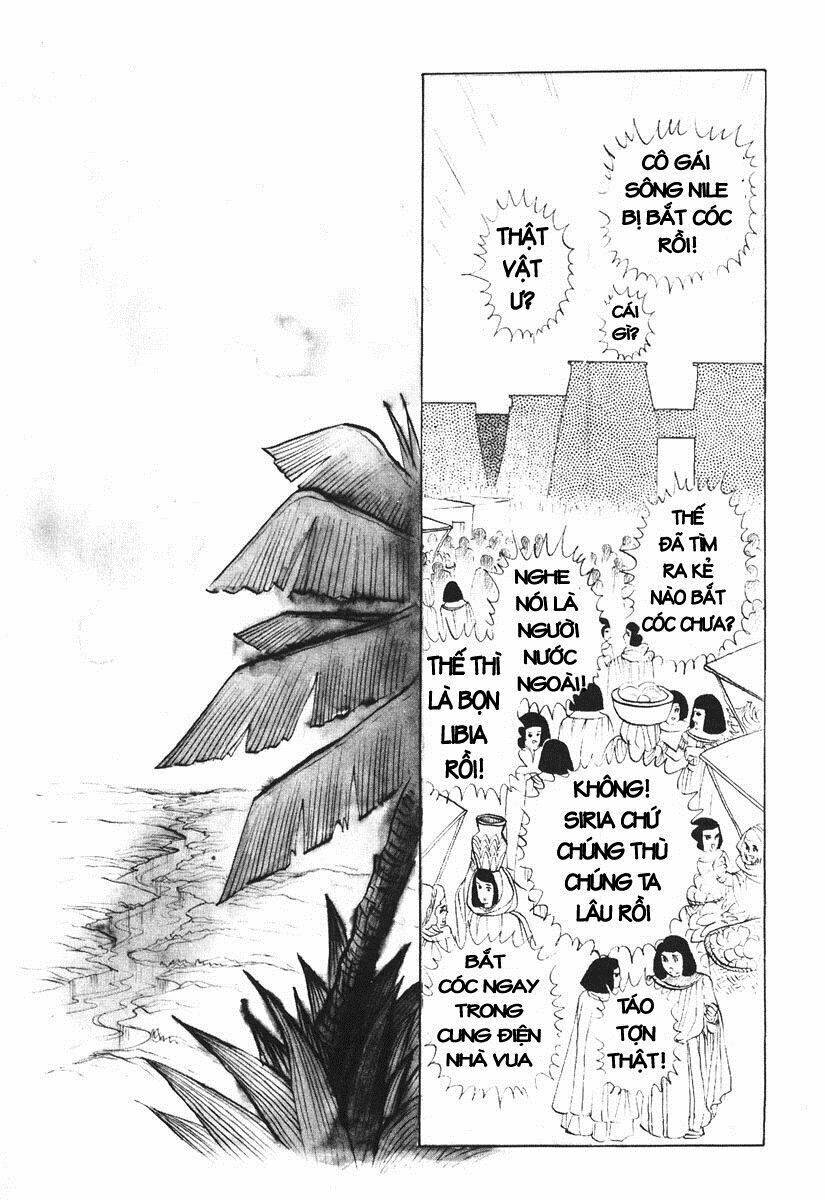 CÔ GÁI
SÔNG NILE
BỊ BẮT CÓC
RỒI!
CÁI
GÌ?
THẬT
VẬT
Ư?
THẾ
ĐÃ TÌM
RA KẺ
NÀO BẮT
CÓC CHƯA?
NGHE
NÓI LÀ
NGƯỜI
NƯỚC
NGOÀI!
THẾ THÌ
LÀ BỌN
LIBIA
RỒI!
KHÔNG!
SIRIA CHỨ
CHÚNG THÙ
CHÚNG TA
LÂU RỒI
BẮT
CÓC NGAY
TRONG
CUNG ĐIỆN
NHÀ VUA
TÁO
TỢN
THẬT!